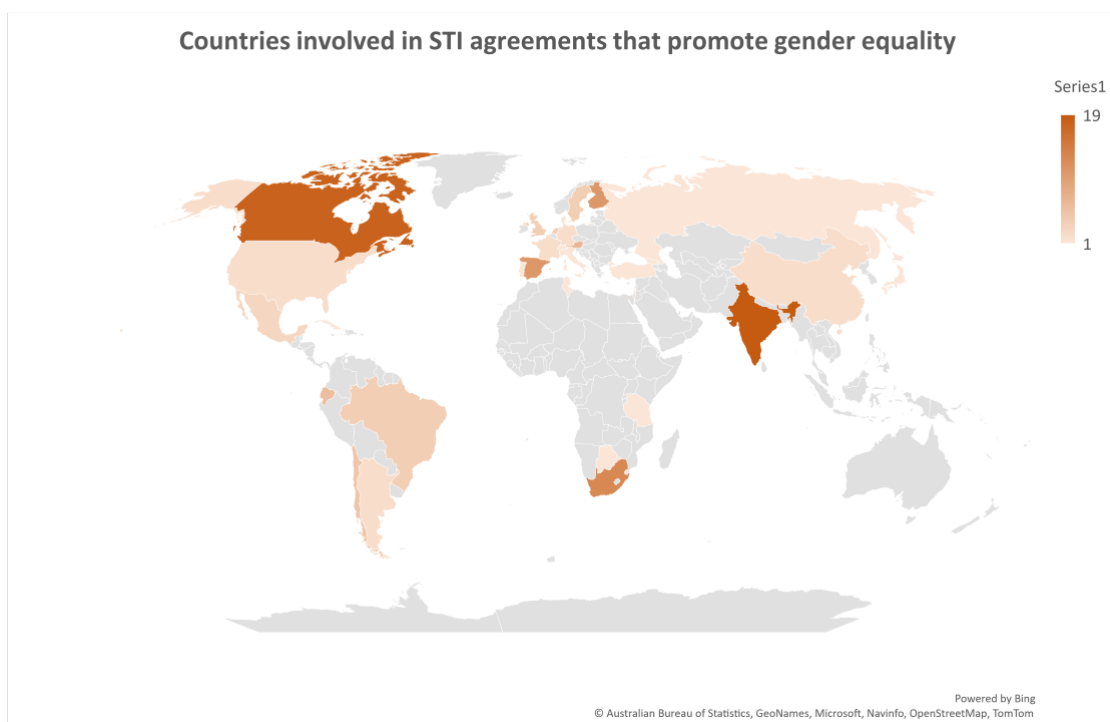 Countries involved in STI agreements that promote gender equality
Series1
19
1
Powered by Bing
© Australian Bureau of Statistics, GeoNames, Microsoft, Navinfo, OpenStreetMap, TomTom